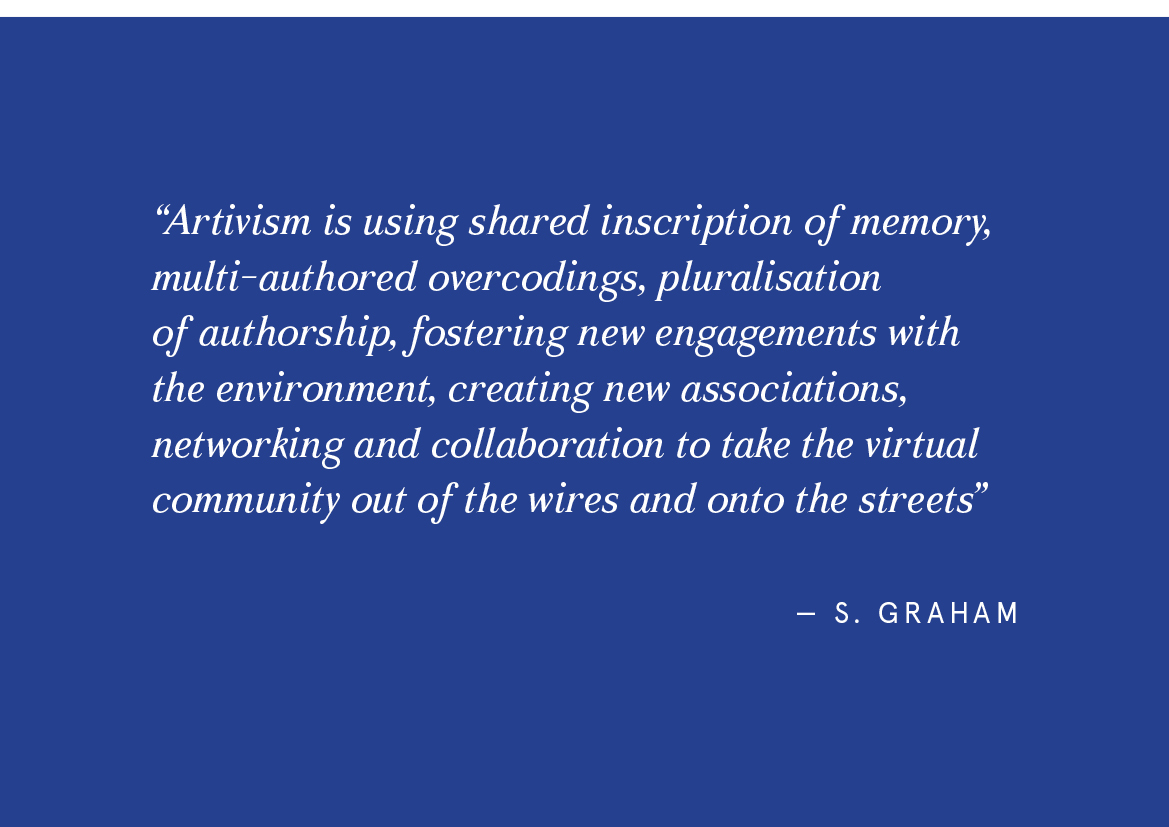 “Artivism is using shared inscription of memory,
multi-authored overcodings, pluralisation
of authorship, fostering new engagements with
the environment, creating new associations,
networking and collaboration to take the virtual
community out of the wires and onto the streets”
— S. GRAHAM